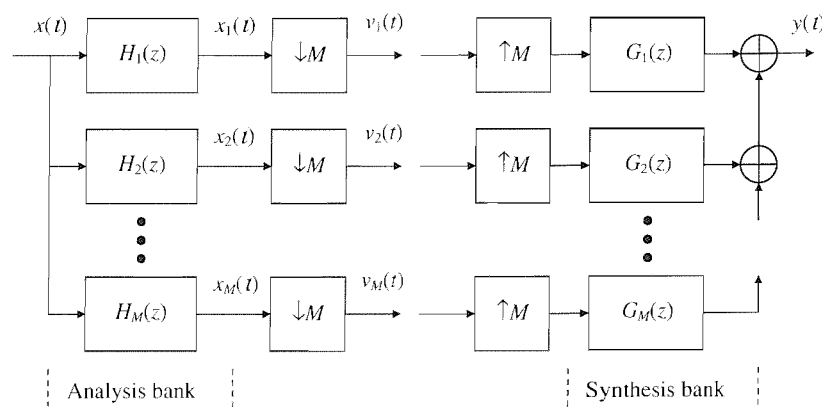 x(t) x₁(t) v₁(t) y(t)
H₁(z) ↓M ↑M G₁(z)
x₂(t) v₂(t)
H₂(z) ↓M ↑M G₂(z)
x_M(t) v_M(t)
H_M(z) ↓M ↑M G_M(z)
Analysis bank Synthesis bank